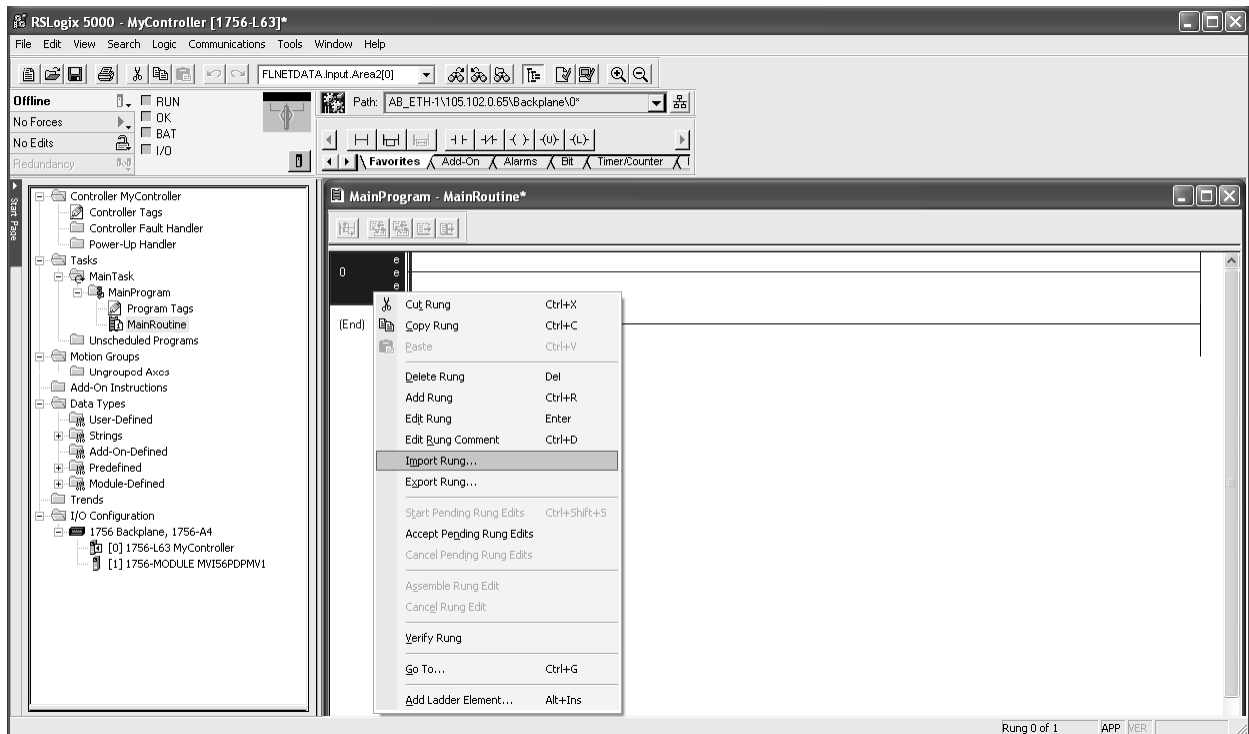 RSLogix 5000 - MyController [1756-L63]*
File Edit View Search Logic Communications Tools Window Help
FLNETDATA.Input.Area2[0]
Offline
RUN
No Forces
OK
No Edits
BAT
Redundancy
I/O
Path: AB_ETH-1\105.102.0.65\Backplane\0*
Favorites Add-On Alarms Bit Timer/Counter
Start Page
Controller MyController
Controller Tags
Controller Fault Handler
Power-Up Handler
Tasks
MainTask
MainProgram
Program Tags
MainRoutine
Unscheduled Programs
Motion Groups
Ungrouped Axes
Add-On Instructions
Data Types
User-Defined
Strings
Add-On-Defined
Predefined
Module-Defined
Trends
I/O Configuration
1756 Backplane, 1756-A4
[0] 1756-L63 MyController
[1] 1756-MODULE MVI56PDPMV1
MainProgram - MainRoutine*
0
e
e
e
(End)
Cut Rung Ctrl+X
Copy Rung Ctrl+C
Paste Ctrl+V
Delete Rung Del
Add Rung Ctrl+R
Edit Rung Enter
Edit Rung Comment Ctrl+D
Import Rung...
Export Rung...
Start Pending Rung Edits Ctrl+Shift+S
Accept Pending Rung Edits
Cancel Pending Rung Edits
Assemble Rung Edit
Cancel Rung Edit
Verify Rung
Go To... Ctrl+G
Add Ladder Element... Alt+Ins
Rung 0 of 1 APP VER